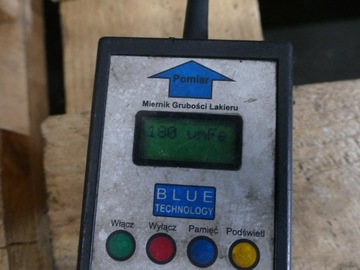 Pomiar
Miernik Grubości Lakieru
180 umFe
BLUE
TECHNOLOGY
Włącz Wyłącz Pamięć Podświetl